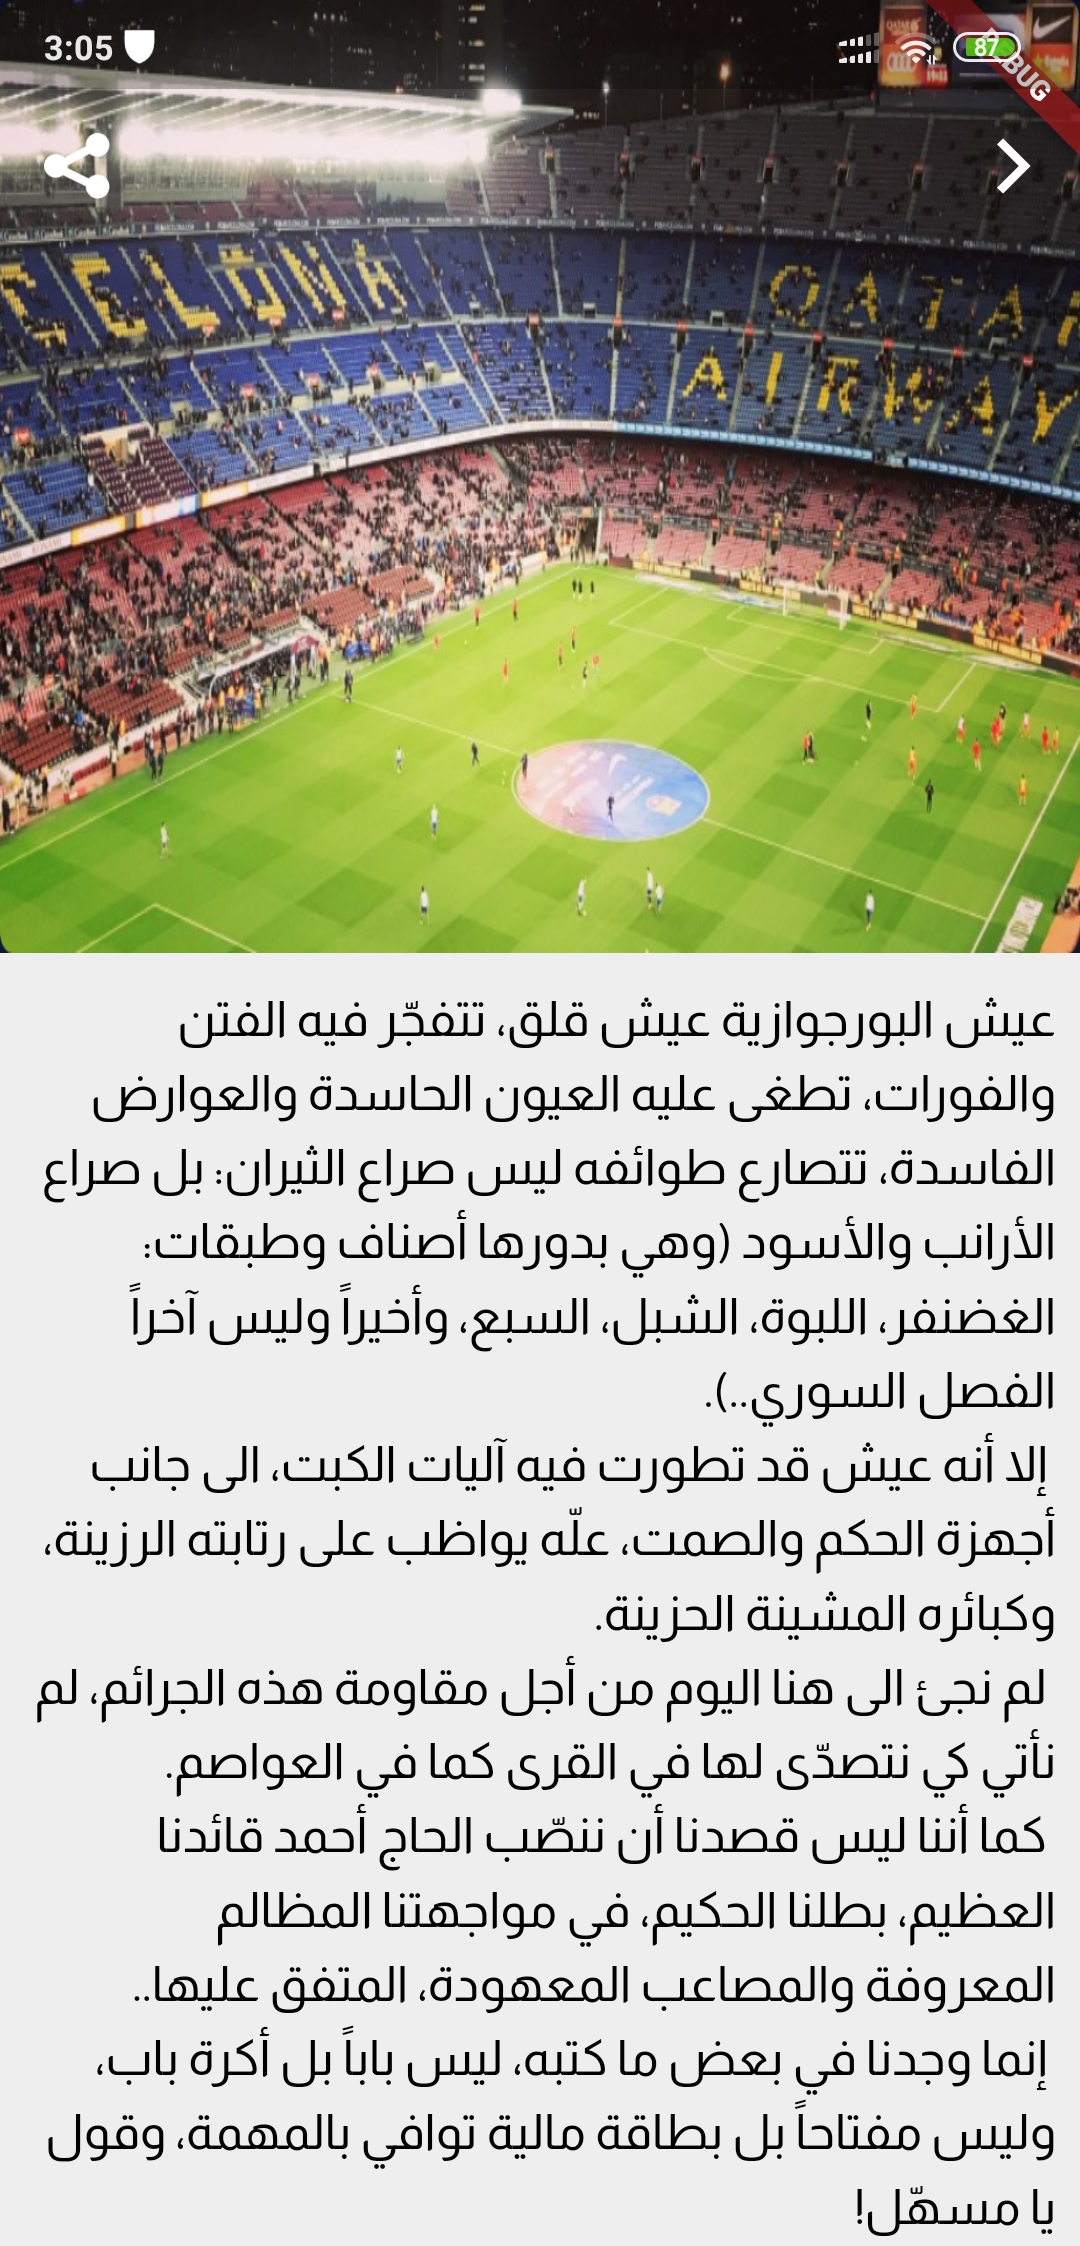 3:05
87
BUG
CELONA
QATAR
AIRWAY
عيش البورجوازية عيش قلق، تتفجّر فيه الفتن
والفورات، تطغى عليه العيون الحاسدة والعوارض
الفاسدة، تتصارع طوائفه ليس صراع الثيران: بل صراع
الأرانب والأسود (وهي بدورها أصناف وطبقات:
الغضنفر، اللبوة، الشبل، السبع، وأخيراً وليس آخراً
الفصل السوري..).
إلا أنه عيش قد تطورت فيه آليات الكبت، الى جانب
أجهزة الحكم والصمت، علّه يواظب على رتابته الرزينة،
وكبائره المشينة الحزينة.
لم نجئ الى هنا اليوم من أجل مقاومة هذه الجرائم، لم
نأتي كي نتصدّى لها في القرى كما في العواصم.
كما أننا ليس قصدنا أن ننصّب الحاج أحمد قائدنا
العظيم، بطلنا الحكيم، في مواجهتنا المظالم
المعروفة والمصاعب المعهودة، المتفق عليها..
إنما وجدنا في بعض ما كتبه، ليس باباً بل أكرة باب،
وليس مفتاحاً بل بطاقة مالية توافي بالمهمة، وقول
يا مسهّل!